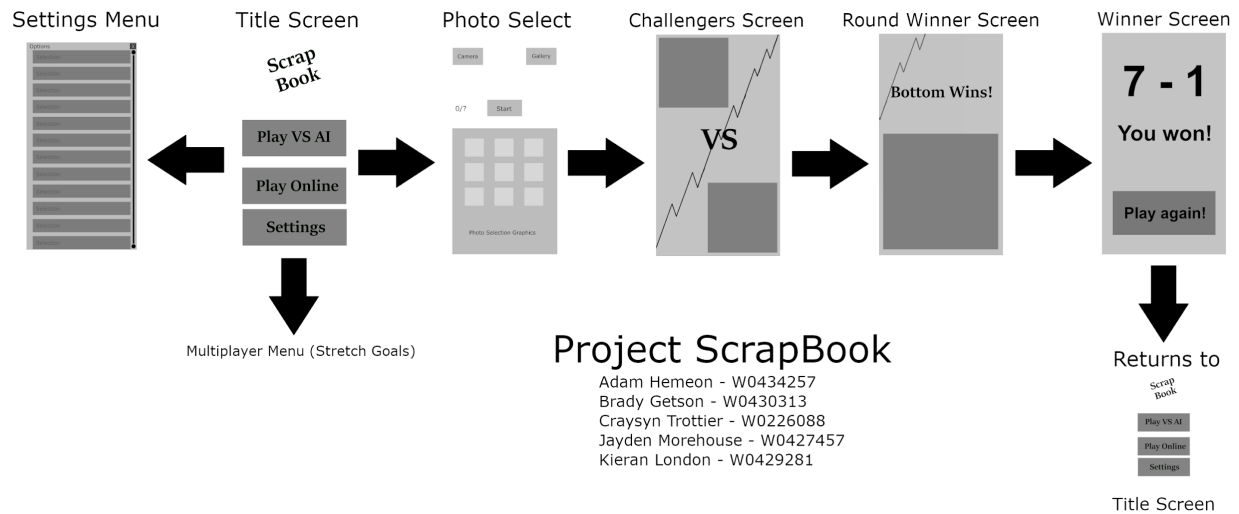 Settings Menu
Title Screen
Photo Select
Challengers Screen
Round Winner Screen
Winner Screen
Options
Scrap
Book
Play VS AI
Play Online
Settings
Camera
Gallery
0/?
Start
Photo Selection Graphics
VS
Bottom Wins!
7 - 1
You won!
Play again!
Multiplayer Menu (Stretch Goals)
Project ScrapBook
Adam Hemeon - W0434257
Brady Getson - W0430313
Craysyn Trottier - W0226088
Jayden Morehouse - W0427457
Kieran London - W0429281
Returns to
Scrap
Book
Play VS AI
Play Online
Settings
Title Screen